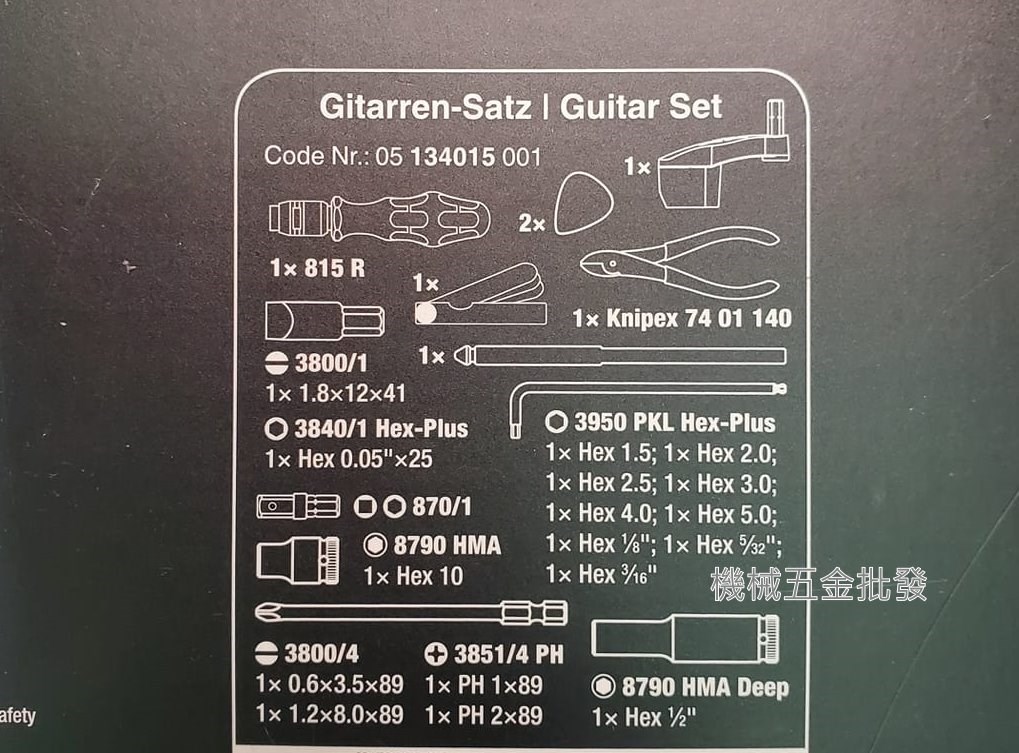 Gitarren-Satz | Guitar Set
Code Nr.: 05 134015 001
1×
2×
1× 815 R
1×
1× Knipex 74 01 140
1×
3800/1
1× 1.8×12×41
3840/1 Hex-Plus
1× Hex 0.05"×25
3950 PKL Hex-Plus
1× Hex 1.5; 1× Hex 2.0;
1× Hex 2.5; 1× Hex 3.0;
1× Hex 4.0; 1× Hex 5.0;
1× Hex ⅛"; 1× Hex 5⁄32";
1× Hex 3⁄16"
870/1
8790 HMA
1× Hex 10
機械五金批發
3800/4
1× 0.6×3.5×89
1× 1.2×8.0×89
3851/4 PH
1× PH 1×89
1× PH 2×89
8790 HMA Deep
1× Hex ½"
afety